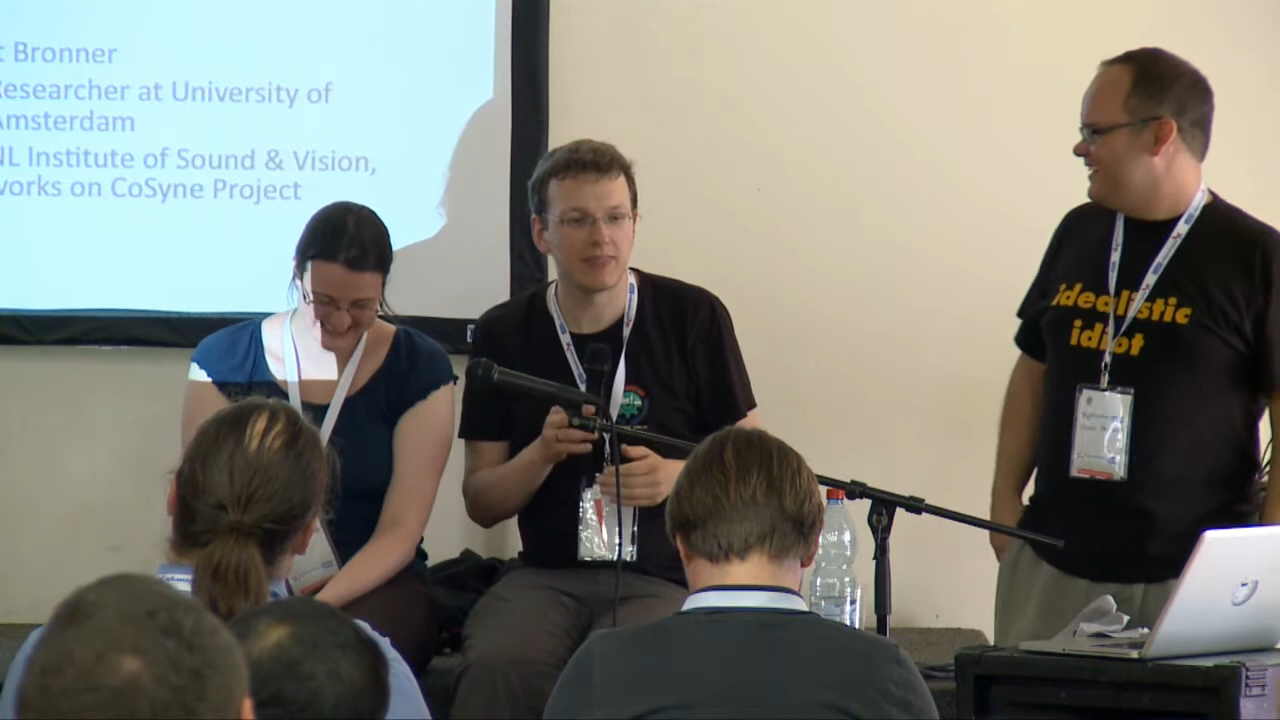 t Bronner
Researcher at University of
Amsterdam
NL Institute of Sound & Vision,
works on CoSyne Project
idealistic
idiot